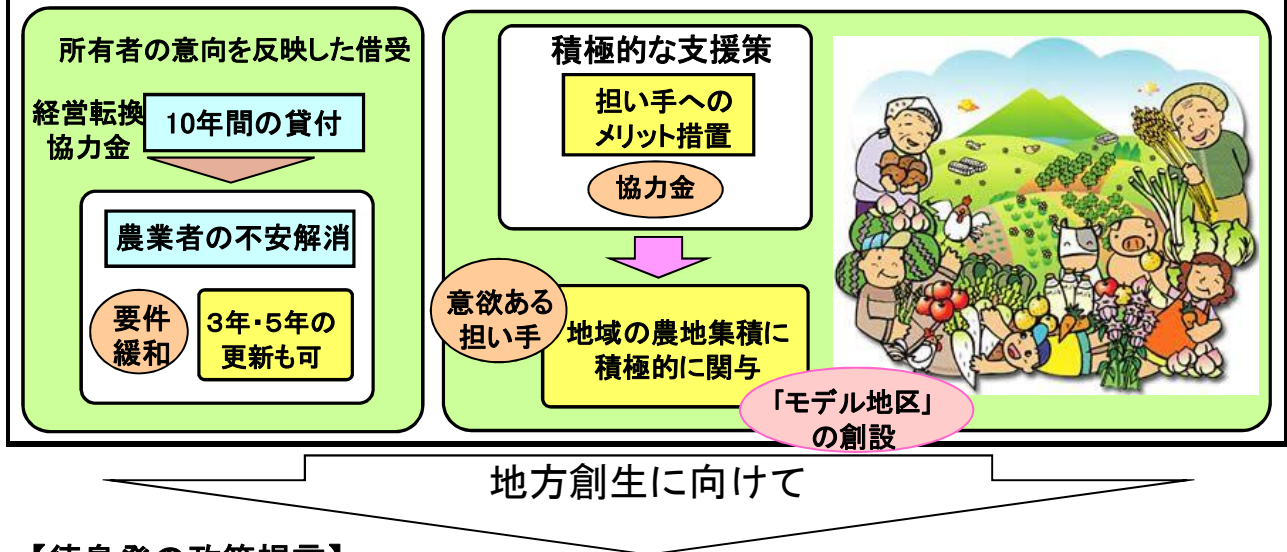 所有者の意向を反映した借受
経営転換
協力金
10年間の貸付
農業者の不安解消
要件
緩和
3年・5年の
更新も可
積極的な支援策
担い手への
メリット措置
協力金
意欲ある
担い手
地域の農地集積に
積極的に関与
「モデル地区」
の創設
地方創生に向けて